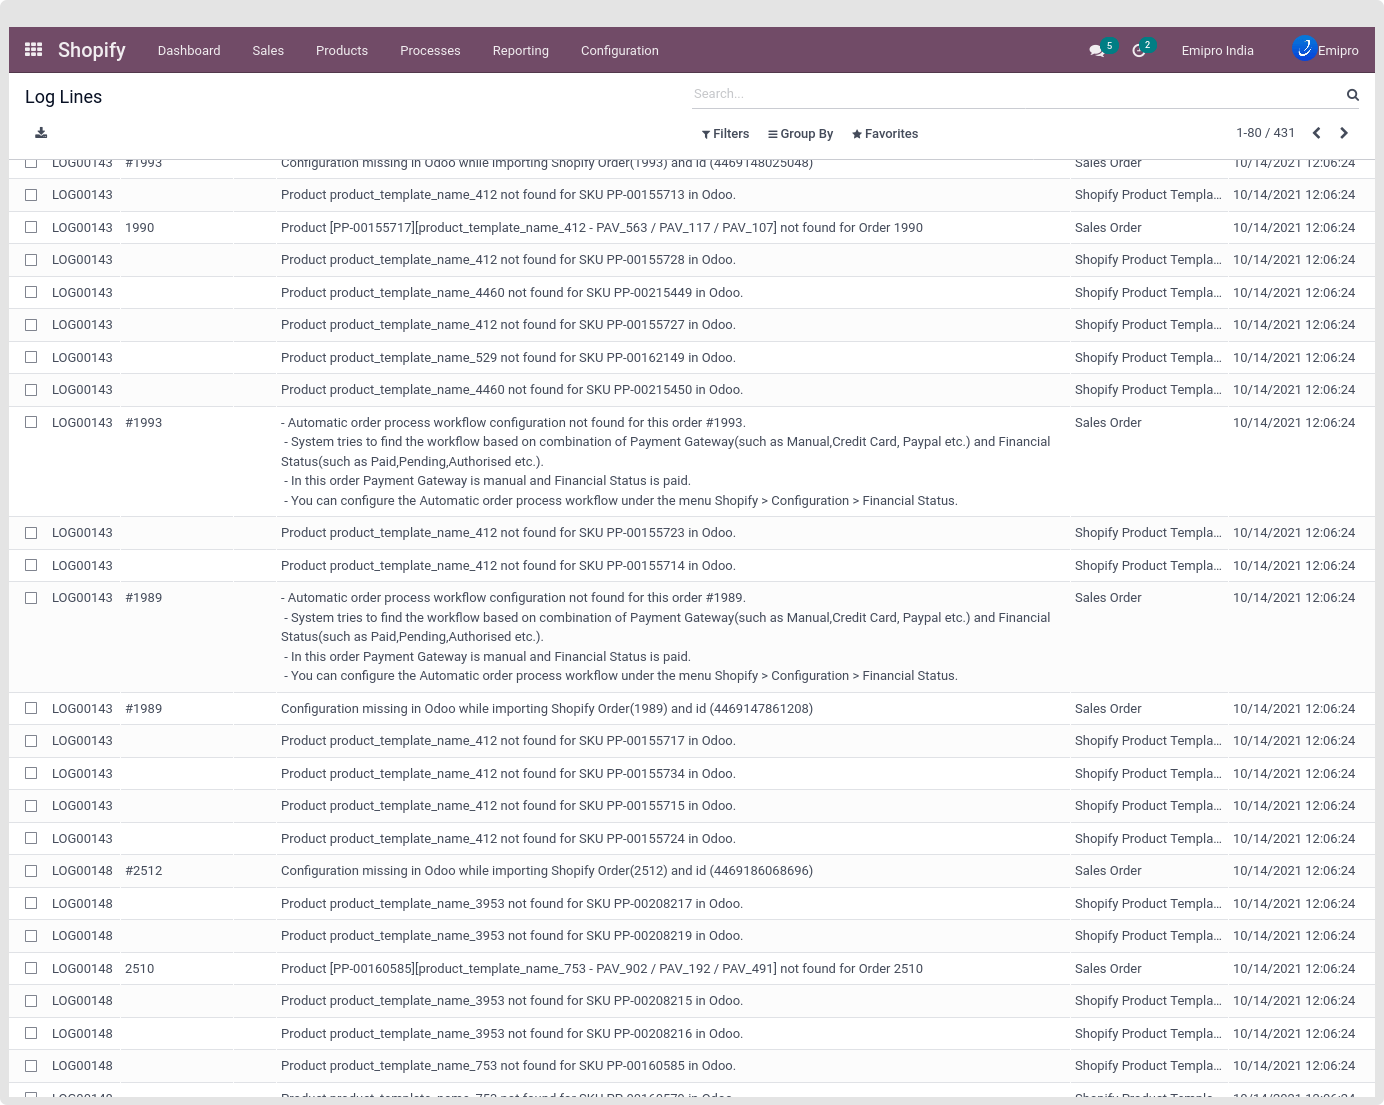 Shopify Dashboard Sales Products Processes Reporting Configuration 5 2 Emipro India Emipro
Log Lines Search...
Filters Group By Favorites 1-80 / 431
LOG00143 #1993 Configuration missing in Odoo while importing Shopify Order(1993) and id (4469148025048) Sales Order 10/14/2021 12:06:24
LOG00143 Product product_template_name_412 not found for SKU PP-00155713 in Odoo. Shopify Product Templa... 10/14/2021 12:06:24
LOG00143 1990 Product [PP-00155717][product_template_name_412 - PAV_563 / PAV_117 / PAV_107] not found for Order 1990 Sales Order 10/14/2021 12:06:24
LOG00143 Product product_template_name_412 not found for SKU PP-00155728 in Odoo. Shopify Product Templa... 10/14/2021 12:06:24
LOG00143 Product product_template_name_4460 not found for SKU PP-00215449 in Odoo. Shopify Product Templa... 10/14/2021 12:06:24
LOG00143 Product product_template_name_412 not found for SKU PP-00155727 in Odoo. Shopify Product Templa... 10/14/2021 12:06:24
LOG00143 Product product_template_name_529 not found for SKU PP-00162149 in Odoo. Shopify Product Templa... 10/14/2021 12:06:24
LOG00143 Product product_template_name_4460 not found for SKU PP-00215450 in Odoo. Shopify Product Templa... 10/14/2021 12:06:24
LOG00143 #1993 - Automatic order process workflow configuration not found for this order #1993. Sales Order 10/14/2021 12:06:24
- System tries to find the workflow based on combination of Payment Gateway(such as Manual,Credit Card, Paypal etc.) and Financial
Status(such as Paid,Pending,Authorised etc.).
- In this order Payment Gateway is manual and Financial Status is paid.
- You can configure the Automatic order process workflow under the menu Shopify > Configuration > Financial Status.
LOG00143 Product product_template_name_412 not found for SKU PP-00155723 in Odoo. Shopify Product Templa... 10/14/2021 12:06:24
LOG00143 Product product_template_name_412 not found for SKU PP-00155714 in Odoo. Shopify Product Templa... 10/14/2021 12:06:24
LOG00143 #1989 - Automatic order process workflow configuration not found for this order #1989. Sales Order 10/14/2021 12:06:24
- System tries to find the workflow based on combination of Payment Gateway(such as Manual,Credit Card, Paypal etc.) and Financial
Status(such as Paid,Pending,Authorised etc.).
- In this order Payment Gateway is manual and Financial Status is paid.
- You can configure the Automatic order process workflow under the menu Shopify > Configuration > Financial Status.
LOG00143 #1989 Configuration missing in Odoo while importing Shopify Order(1989) and id (4469147861208) Sales Order 10/14/2021 12:06:24
LOG00143 Product product_template_name_412 not found for SKU PP-00155717 in Odoo. Shopify Product Templa... 10/14/2021 12:06:24
LOG00143 Product product_template_name_412 not found for SKU PP-00155734 in Odoo. Shopify Product Templa... 10/14/2021 12:06:24
LOG00143 Product product_template_name_412 not found for SKU PP-00155715 in Odoo. Shopify Product Templa... 10/14/2021 12:06:24
LOG00143 Product product_template_name_412 not found for SKU PP-00155724 in Odoo. Shopify Product Templa... 10/14/2021 12:06:24
LOG00148 #2512 Configuration missing in Odoo while importing Shopify Order(2512) and id (4469186068696) Sales Order 10/14/2021 12:06:24
LOG00148 Product product_template_name_3953 not found for SKU PP-00208217 in Odoo. Shopify Product Templa... 10/14/2021 12:06:24
LOG00148 Product product_template_name_3953 not found for SKU PP-00208219 in Odoo. Shopify Product Templa... 10/14/2021 12:06:24
LOG00148 2510 Product [PP-00160585][product_template_name_753 - PAV_902 / PAV_192 / PAV_491] not found for Order 2510 Sales Order 10/14/2021 12:06:24
LOG00148 Product product_template_name_3953 not found for SKU PP-00208215 in Odoo. Shopify Product Templa... 10/14/2021 12:06:24
LOG00148 Product product_template_name_3953 not found for SKU PP-00208216 in Odoo. Shopify Product Templa... 10/14/2021 12:06:24
LOG00148 Product product_template_name_753 not found for SKU PP-00160585 in Odoo. Shopify Product Templa... 10/14/2021 12:06:24